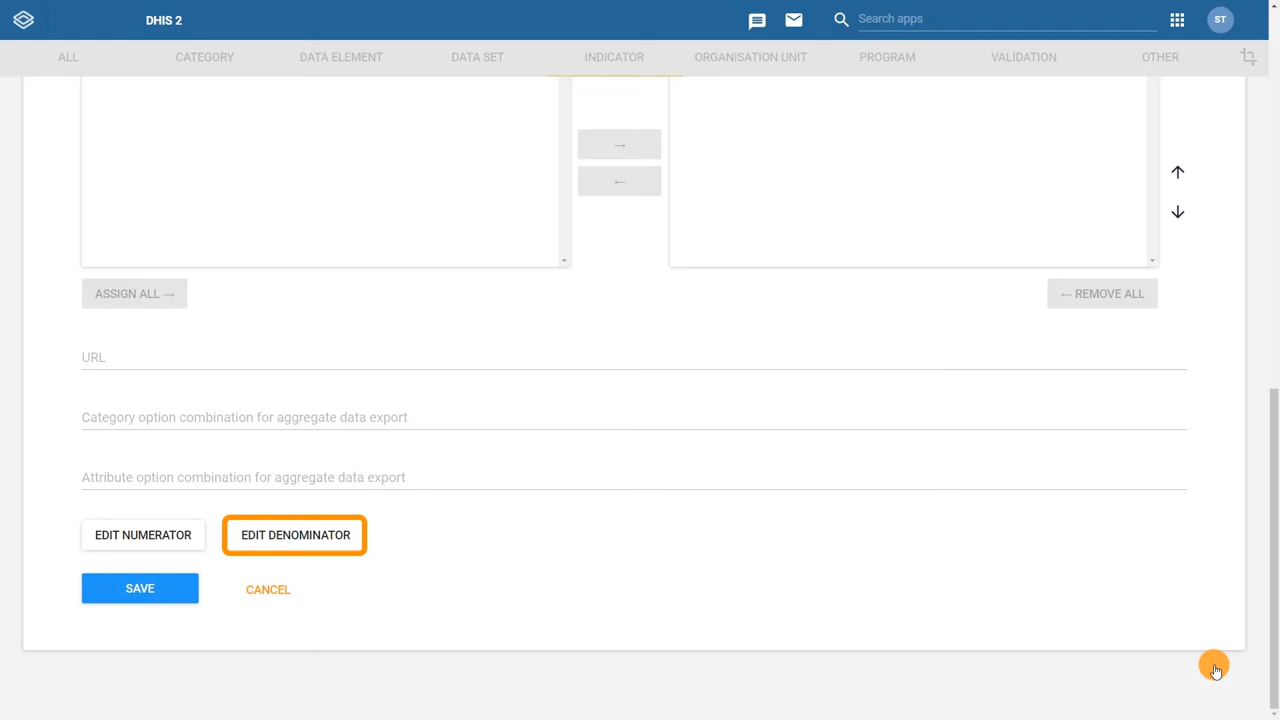 DHIS 2
Search apps
ST
ALL
CATEGORY
DATA ELEMENT
DATA SET
INDICATOR
ORGANISATION UNIT
PROGRAM
VALIDATION
OTHER
→
←
ASSIGN ALL →
← REMOVE ALL
URL
Category option combination for aggregate data export
Attribute option combination for aggregate data export
EDIT NUMERATOR
EDIT DENOMINATOR
SAVE
CANCEL